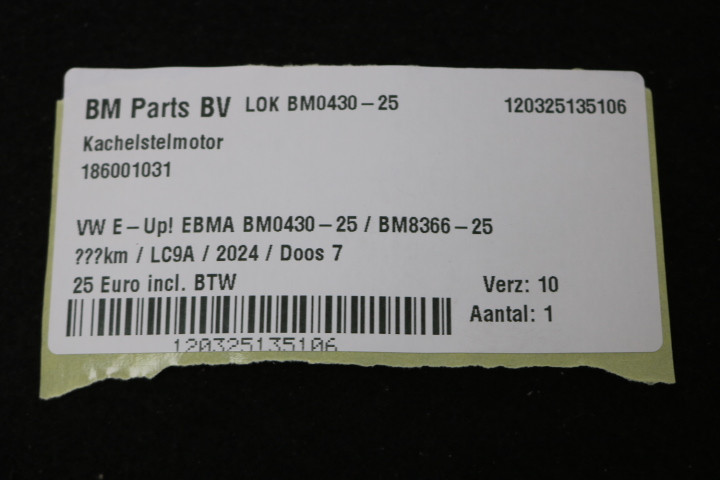 BM Parts BV LOK BM0430-25 120325135106
Kachelstelmotor
186001031
VW E-Up! EBMA BM0430-25 / BM8366-25
???km / LC9A / 2024 / Doos 7
25 Euro incl. BTW Verz: 10
Aantal: 1
120325135106